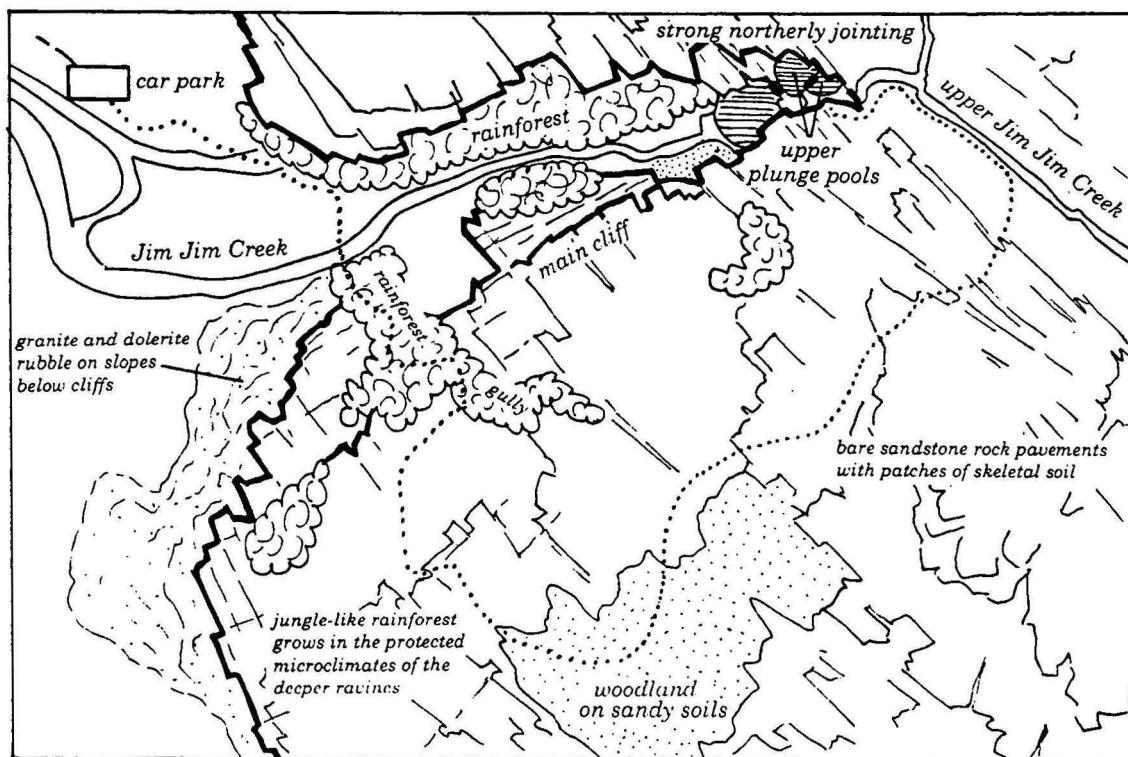 strong northerly jointing
car park
rainforest
upper
plunge pools
upper Jim Jim Creek
Jim Jim Creek
main cliff
rainforest
gully
granite and dolerite
rubble on slopes
below cliffs
bare sandstone rock pavements
with patches of skeletal soil
jungle-like rainforest
grows in the protected
microclimates of the
deeper ravines
woodland
on sandy soils